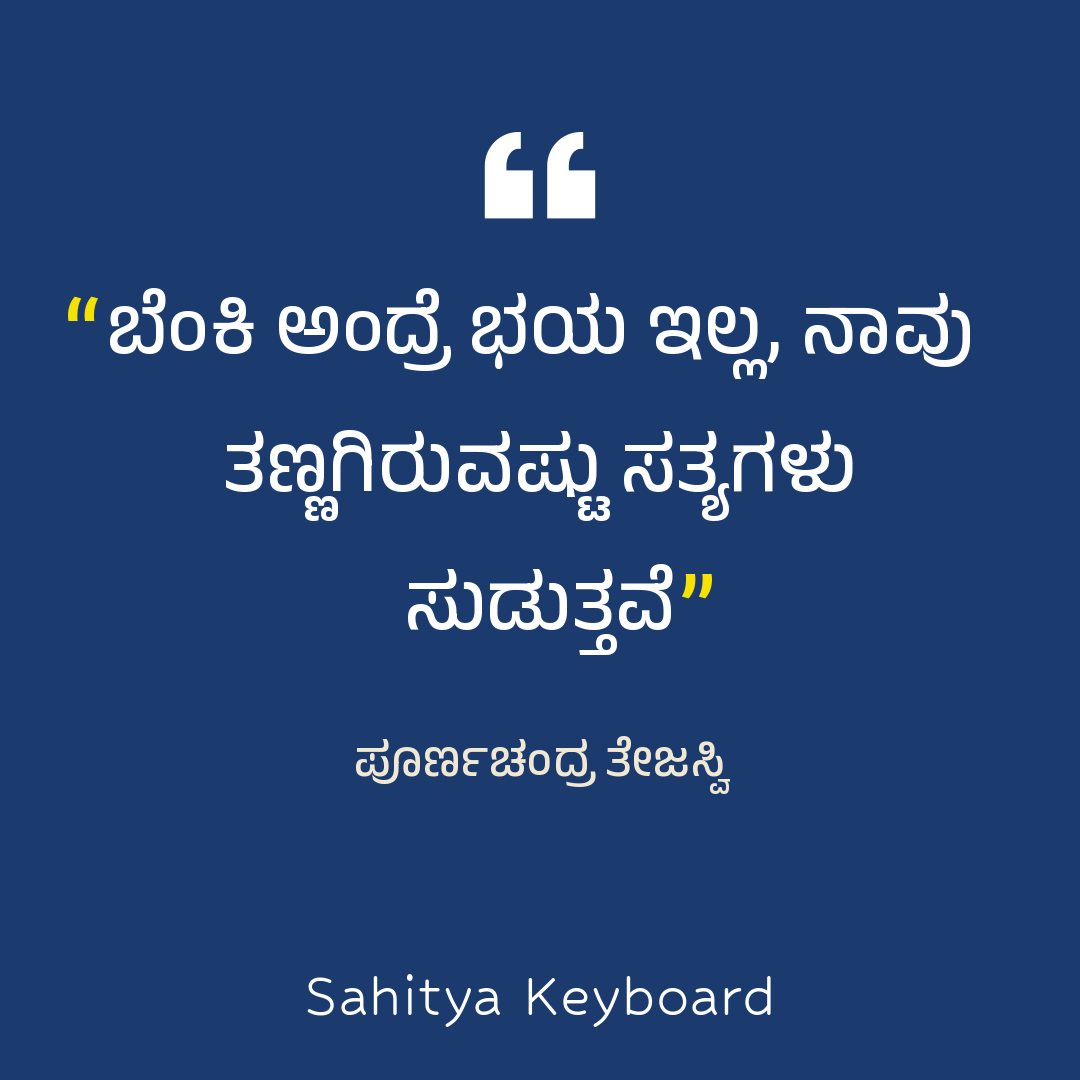 “
“ಬೆಂಕಿ ಅಂದ್ರೆ ಭಯ ಇಲ್ಲ, ನಾವು
ತಣ್ಣಗಿರುವಷ್ಟು ಸತ್ಯಗಳು
ಸುಡುತ್ತವೆ”
ಪೂರ್ಣಚಂದ್ರ ತೇಜಸ್ವಿ
Sahitya Keyboard